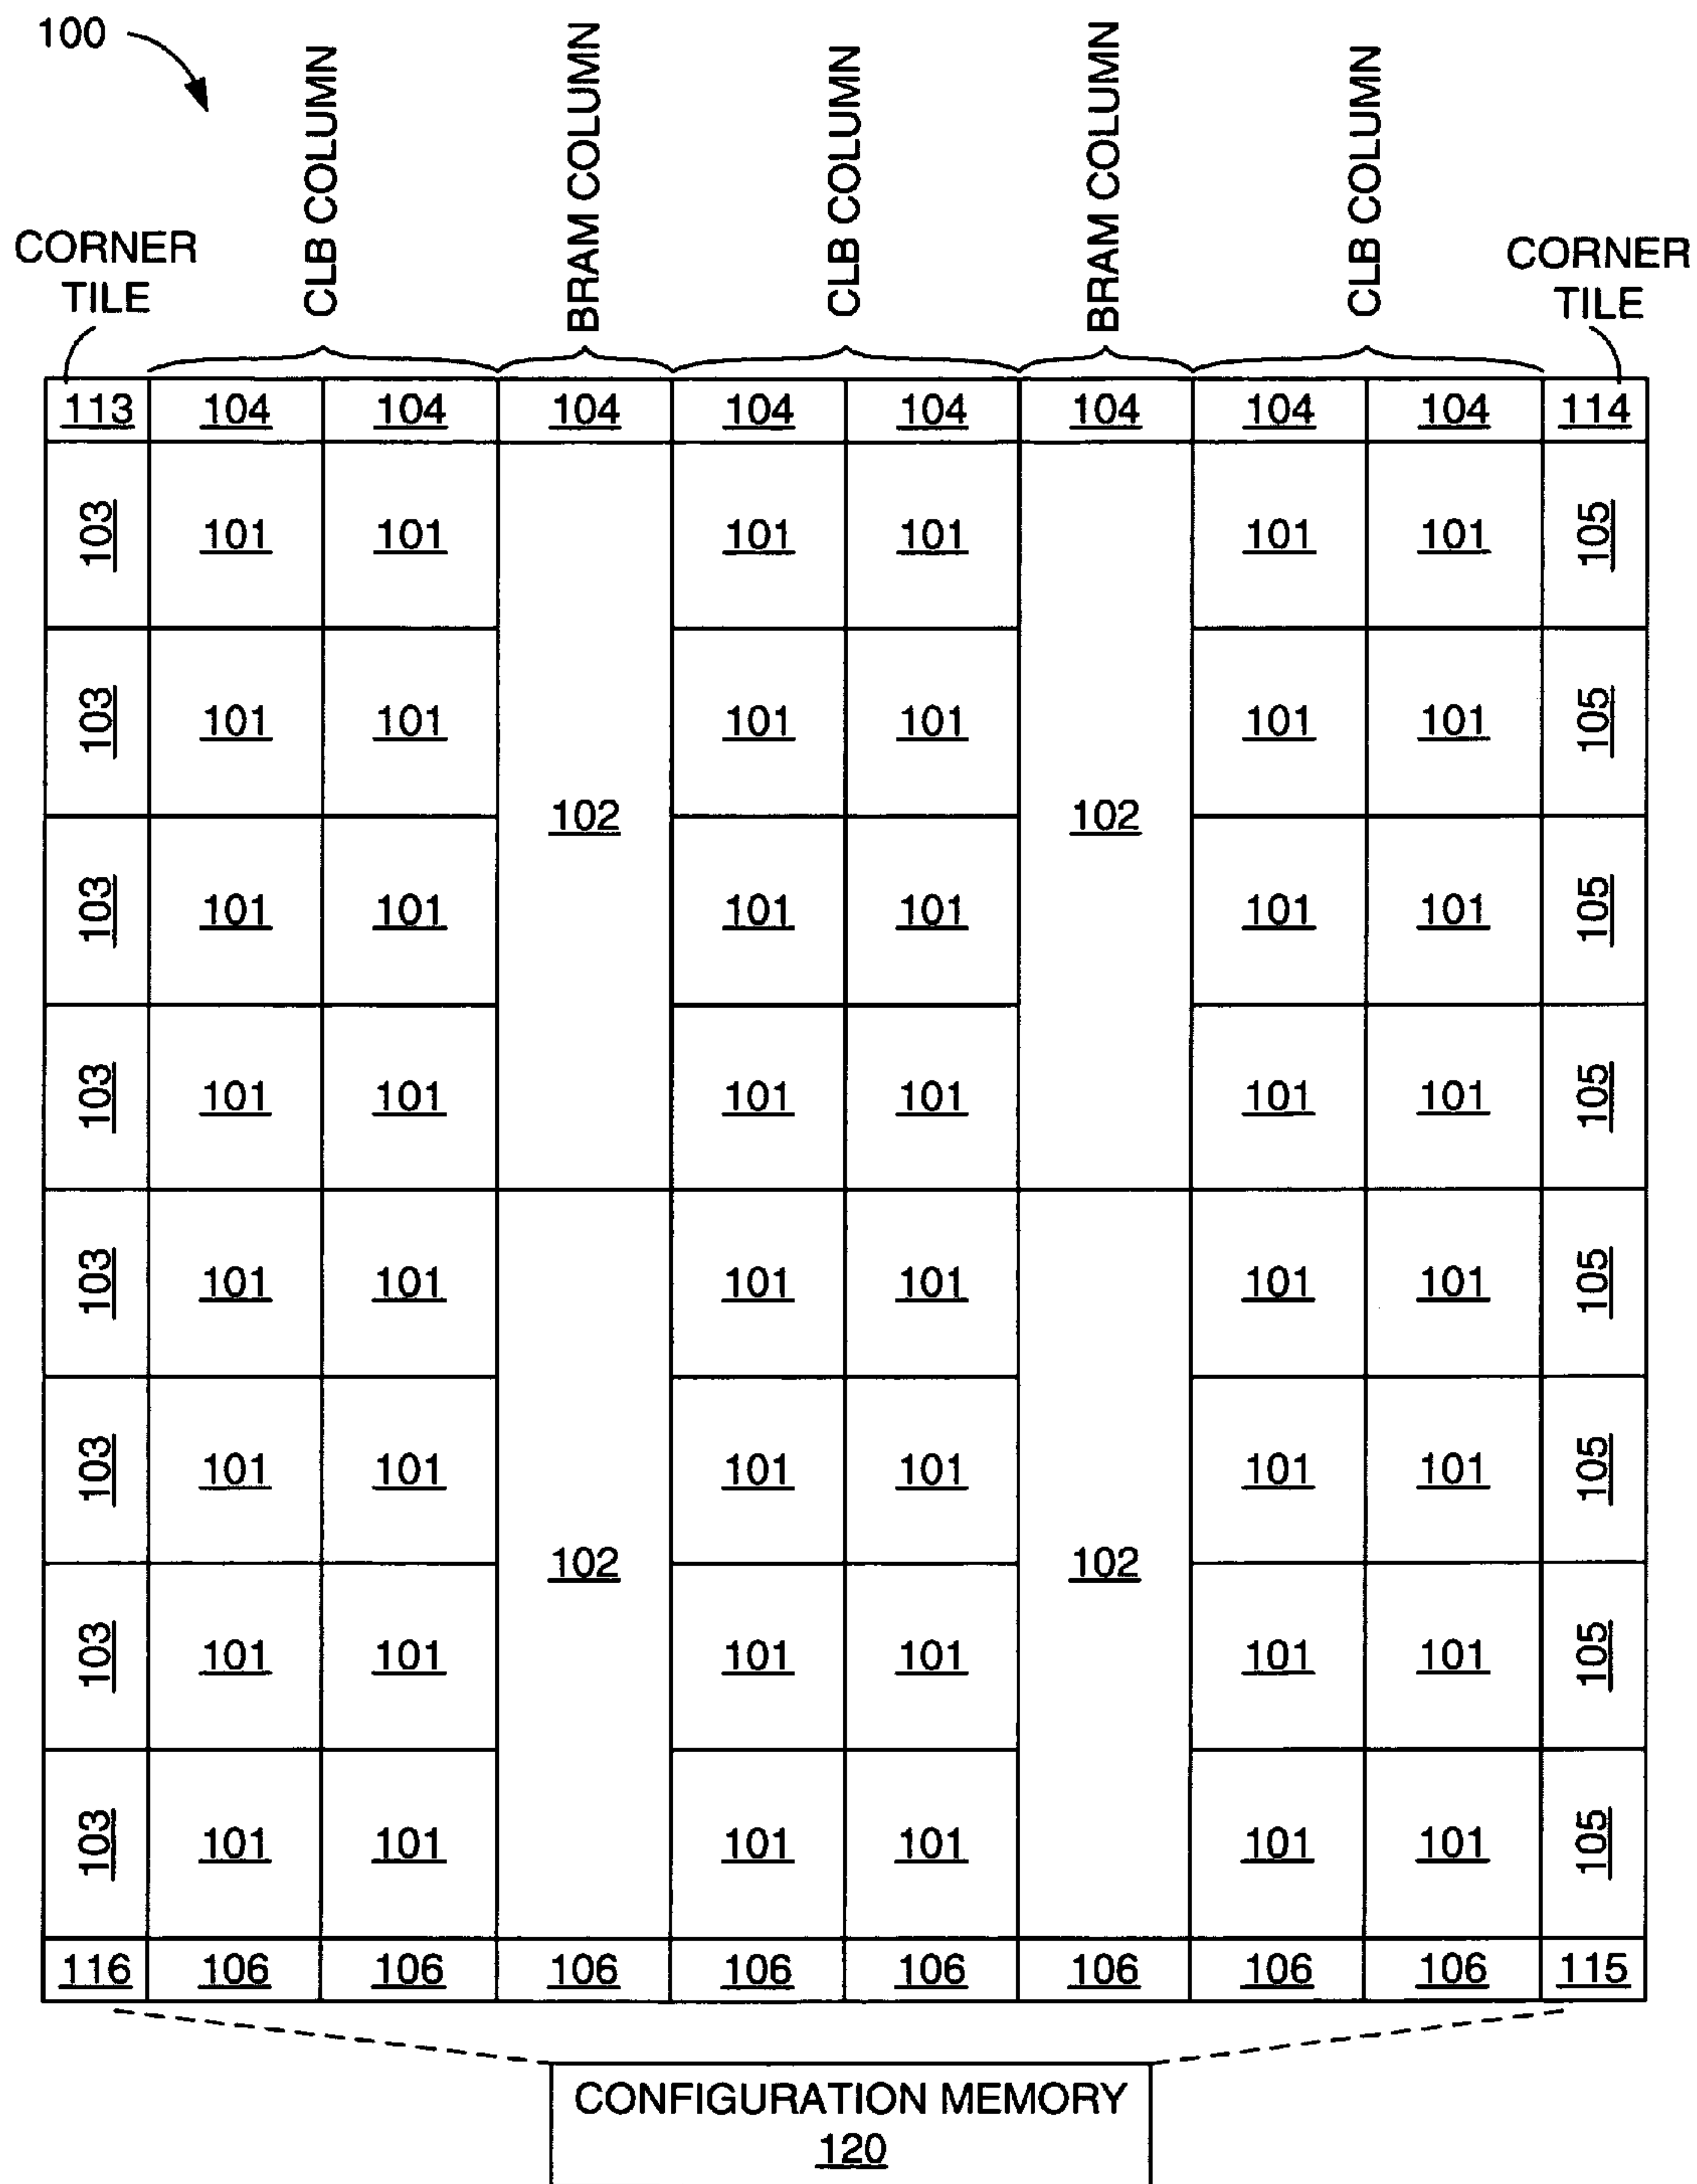 100
CLB COLUMN
BRAM COLUMN
CLB COLUMN
BRAM COLUMN
CLB COLUMN
CORNER
TILE
CORNER
TILE
113 104 104 104 104 104 104 104 104 114
103 101 101 101 101 101 101 105
103 101 101 101 101 101 101 105
102 102
103 101 101 101 101 101 101 105
103 101 101 101 101 101 101 105
103 101 101 101 101 101 101 105
103 101 101 101 101 101 101 105
102 102
103 101 101 101 101 101 101 105
103 101 101 101 101 101 101 105
116 106 106 106 106 106 106 106 106 115
CONFIGURATION MEMORY
120